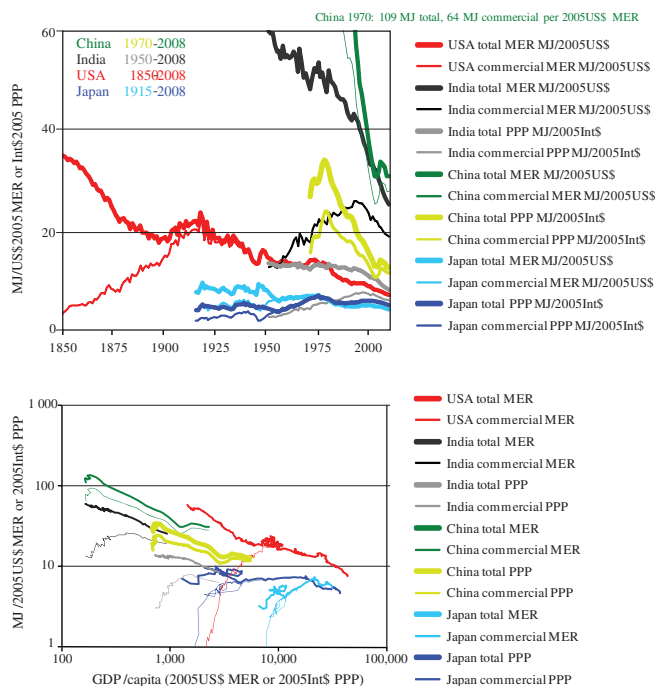 China 1970: 109 MJ total, 64 MJ commercial per 2005US$ MER
MJ/US$2005 MER or Int$2005 PPP
60
40
20
0
1850 1875 1900 1925 1950 1975 2000
China 1970-2008
India 1950-2008
USA 1850-2008
Japan 1915-2008
USA total MER MJ/2005US$
USA commercial MER MJ/2005US$
India total MER MJ/2005US$
India commercial MER MJ/2005US$
India total PPP MJ/2005Int$
India commercial PPP MJ/2005Int$
China total MER MJ/2005US$
China commercial MER MJ/2005US$
China total PPP MJ/2005Int$
China commercial PPP MJ/2005Int$
Japan total MER MJ/2005US$
Japan commercial MER MJ/2005US$
Japan total PPP MJ/2005Int$
Japan commercial PPP MJ/2005Int$
MJ /2005US$ MER or 2005Int$ PPP
1 000
100
10
1
100 1,000 10,000 100,000
GDP/capita (2005US$ MER or 2005Int$ PPP)
USA total MER
USA commercial MER
India total MER
India commercial MER
India total PPP
India commercial PPP
China total MER
China commercial MER
China total PPP
China commercial PPP
Japan total MER
Japan commercial MER
Japan total PPP
Japan commercial PPP